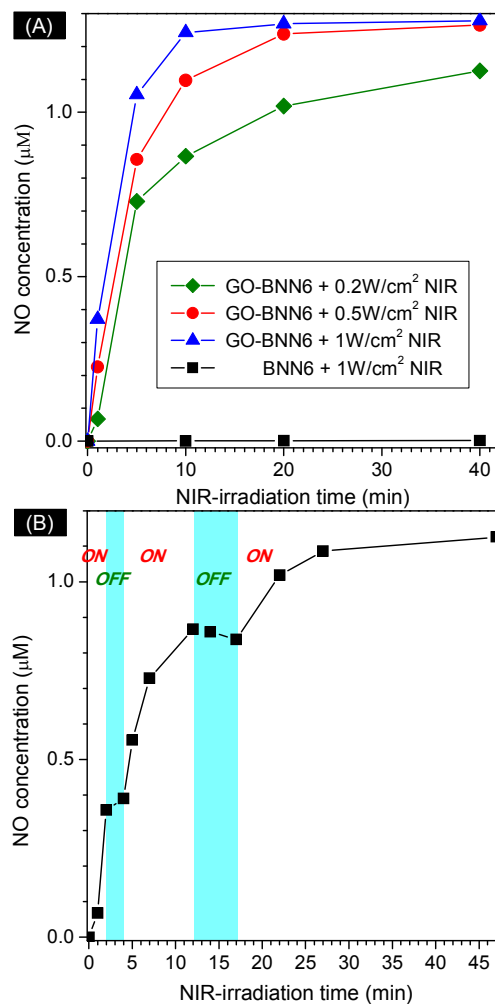 (A)
NO concentration (μM)
1.0
0.5
0.0
GO-BNN6 + 0.2W/cm² NIR
GO-BNN6 + 0.5W/cm² NIR
GO-BNN6 + 1W/cm² NIR
BNN6 + 1W/cm² NIR
0 10 20 30 40
NIR-irradiation time (min)
(B)
NO concentration (μM)
ON ON ON
OFF OFF
1.0
0.5
0.0
0 5 10 15 20 25 30 35 40 45
NIR-irradiation time (min)